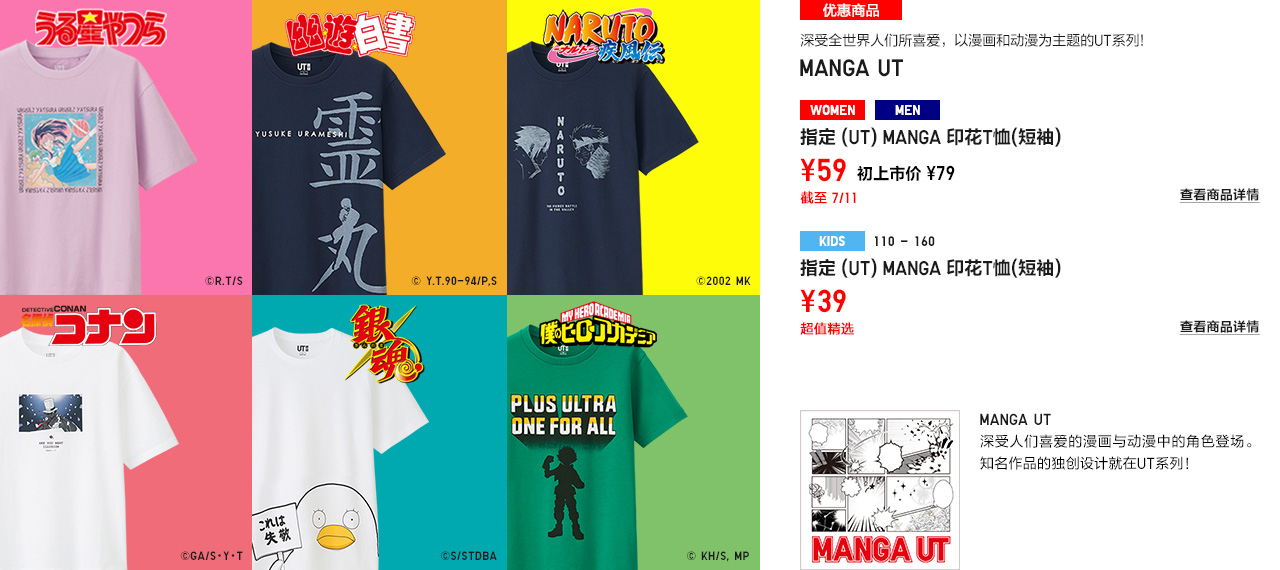 うる星やつら
URUSEI YATSURA
©R.T/S
幽遊白書
UT
YUSUKE URAMESHI
霊丸
© Y.T.90-94/P,S
NARUTO
ナルト
疾風伝
UT
NARUTO
IN THE VALLEY
©2002 MK
DETECTIVE CONAN
名探偵
コナン
©GA/S・Y・T
銀魂
UT
これは
失敬
©S/STDBA
MY HERO ACADEMIA
僕のヒーローアカデミア
UT
PLUS ULTRA
ONE FOR ALL
© KH/S, MP
优惠商品
深受全世界人们所喜爱，以漫画和动漫为主题的UT系列！
MANGA UT
WOMEN MEN
指定 (UT) MANGA 印花T恤(短袖)
¥59 初上市价 ¥79
截至 7/11
查看商品详情
KIDS 110 - 160
指定 (UT) MANGA 印花T恤(短袖)
¥39
超值精选
查看商品详情
MANGA UT
MANGA UT
深受人们喜爱的漫画与动漫中的角色登场。
知名作品的独创设计就在UT系列！